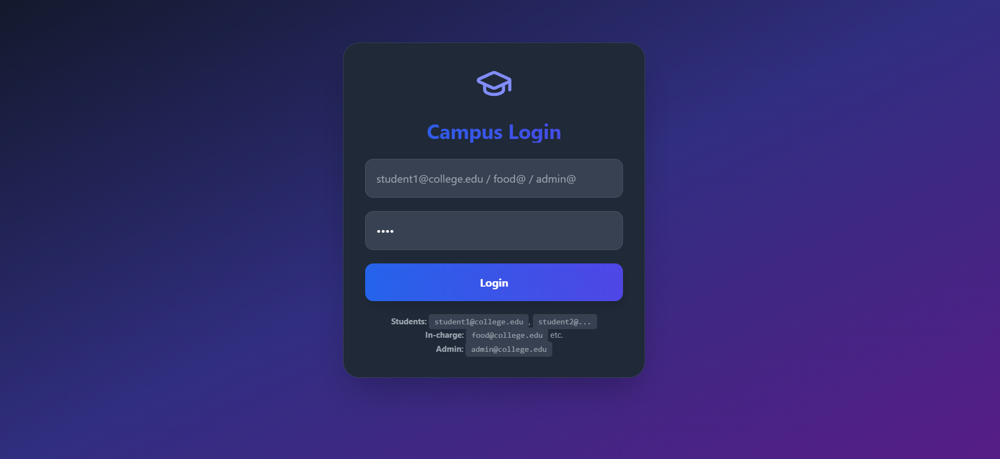 Campus Login
student1@college.edu / food@ / admin@
••••
Login
Students: student1@college.edu, student2@...
In-charge: food@college.edu etc.
Admin: admin@college.edu